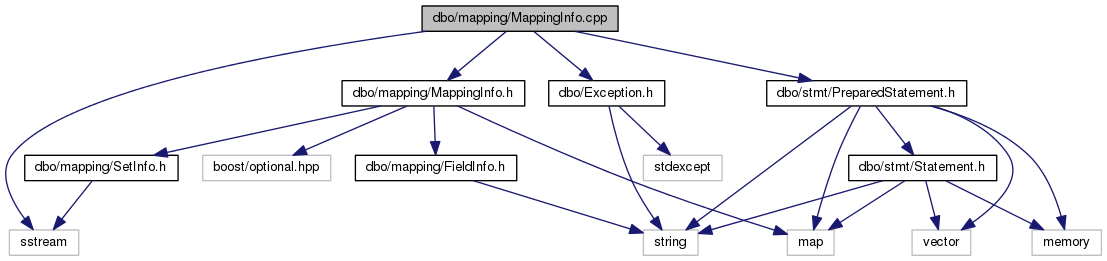 dbo/mapping/MappingInfo.cpp
dbo/mapping/MappingInfo.h
dbo/Exception.h
dbo/stmt/PreparedStatement.h
dbo/mapping/SetInfo.h
boost/optional.hpp
dbo/mapping/FieldInfo.h
stdexcept
dbo/stmt/Statement.h
sstream
string
map
vector
memory